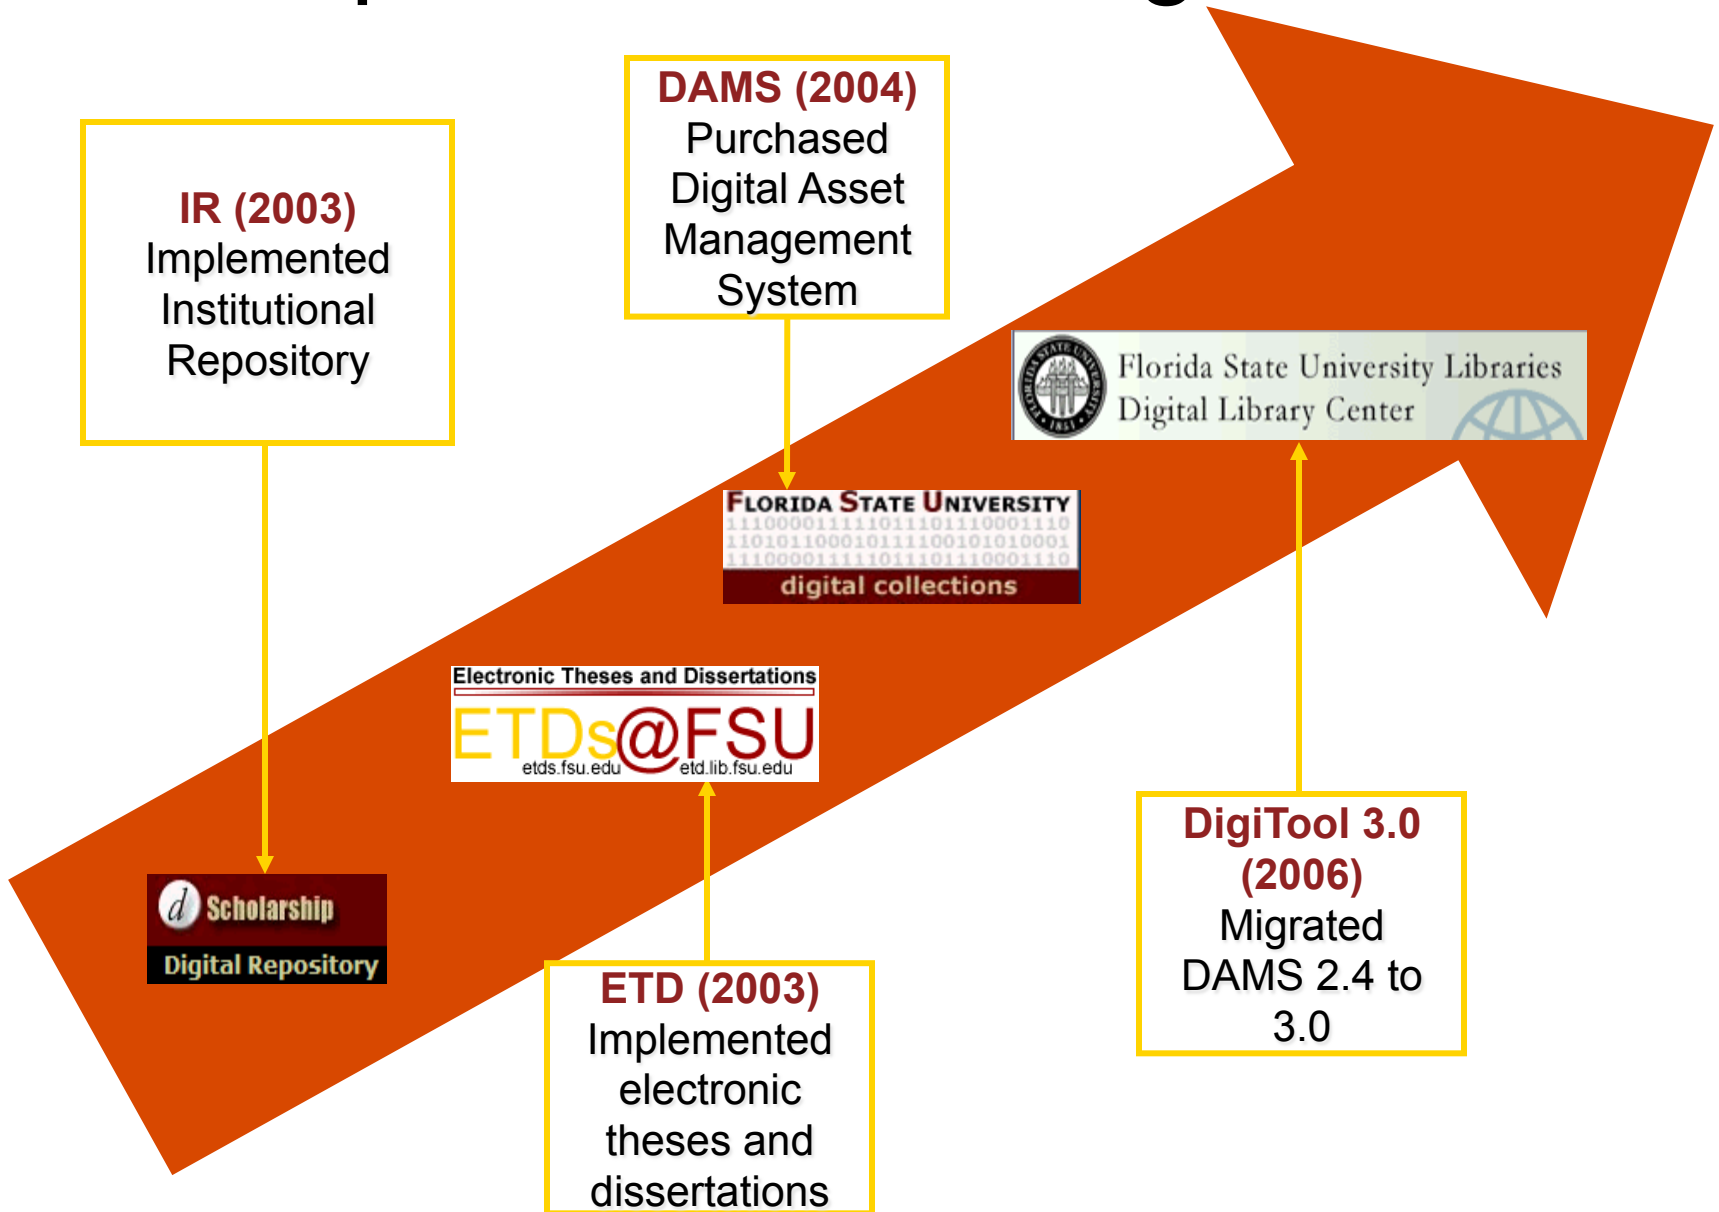 IR (2003)
Implemented
Institutional
Repository
DAMS (2004)
Purchased
Digital Asset
Management
System
Florida State University Libraries
Digital Library Center
FLORIDA STATE UNIVERSITY
1110000111110111011100011110
digital collections
Electronic Theses and Dissertations
ETDs@FSU
etds.fsu.edu etd.lib.fsu.edu
d Scholarship
Digital Repository
ETD (2003)
Implemented
electronic
theses and
dissertations
DigiTool 3.0
(2006)
Migrated
DAMS 2.4 to
3.0